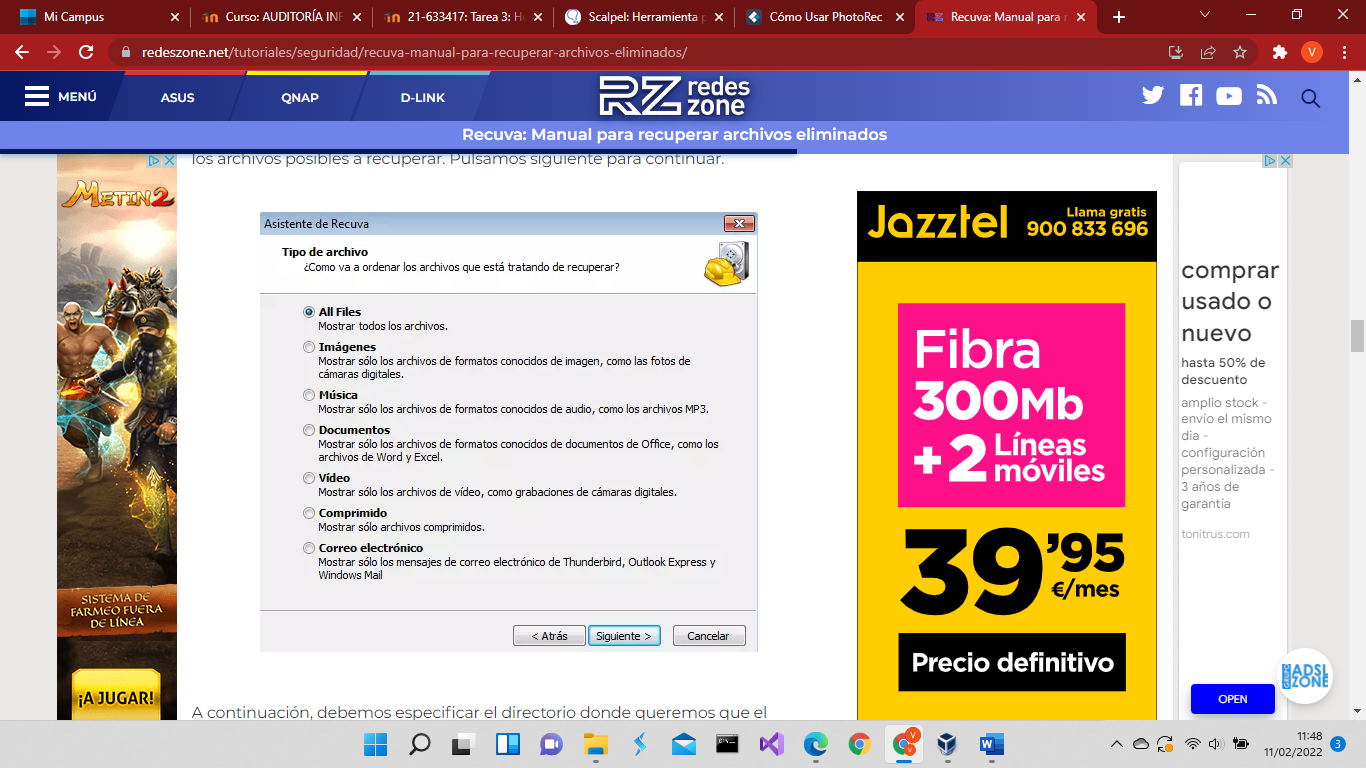 Mi Campus
Curso: AUDITORÍA INF
21-633417: Tarea 3: He
Scalpel: Herramienta p
Cómo Usar PhotoRec
Recuva: Manual para r
redeszone.net/tutoriales/seguridad/recuva-manual-para-recuperar-archivos-eliminados/
V
MENÚ
ASUS
QNAP
D-LINK
RZ redes zone
Recuva: Manual para recuperar archivos eliminados
los archivos posibles a recuperar. Pulsamos siguiente para continuar.
METIN2
SISTEMA DE
FARMEO FUERA
DE LÍNEA
¡A JUGAR!
Asistente de Recuva
Tipo de archivo
¿Como va a ordenar los archivos que está tratando de recuperar?
All Files
Mostrar todos los archivos.
Imágenes
Mostrar sólo los archivos de formatos conocidos de imagen, como las fotos de
cámaras digitales.
Música
Mostrar sólo los archivos de formatos conocidos de audio, como los archivos MP3.
Documentos
Mostrar sólo los archivos de formatos conocidos de documentos de Office, como los
archivos de Word y Excel.
Vídeo
Mostrar sólo los archivos de vídeo, como grabaciones de cámaras digitales.
Comprimido
Mostrar sólo archivos comprimidos.
Correo electrónico
Mostrar sólo los mensajes de correo electrónico de Thunderbird, Outlook Express y
Windows Mail
< Atrás
Siguiente >
Cancelar
A continuación, debemos especificar el directorio donde queremos que el
Jazztel
Llama gratis
900 833 696
Fibra
300Mb
+2 Líneas
móviles
39'95
€/mes
Precio definitivo
comprar
usado o
nuevo
hasta 50% de
descuento
amplio stock -
envío el mismo
dia -
configuración
personalizada -
3 años de
garantía
tonitrus.com
OPEN
ADSL
ZONE
V
11:48
11/02/2022
3